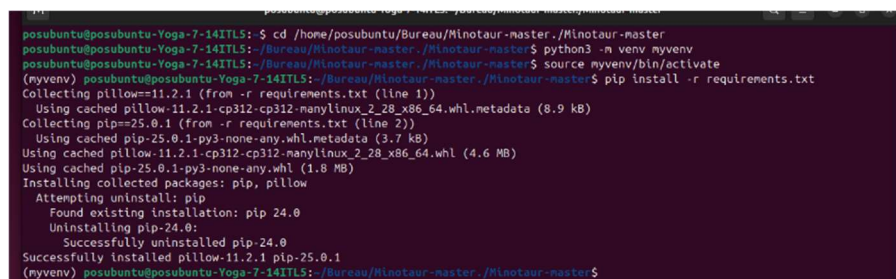 posubuntu@posubuntu-Yoga-7-14ITL5:~$ cd /home/posubuntu/Bureau/Minotaur-master./Minotaur-master
posubuntu@posubuntu-Yoga-7-14ITL5:~/Bureau/Minotaur-master./Minotaur-master$ python3 -m venv myvenv
posubuntu@posubuntu-Yoga-7-14ITL5:~/Bureau/Minotaur-master./Minotaur-master$ source myvenv/bin/activate
(myvenv) posubuntu@posubuntu-Yoga-7-14ITL5:~/Bureau/Minotaur-master./Minotaur-master$ pip install -r requirements.txt
Collecting pillow==11.2.1 (from -r requirements.txt (line 1))
  Using cached pillow-11.2.1-cp312-cp312-manylinux_2_28_x86_64.whl.metadata (8.9 kB)
Collecting pip==25.0.1 (from -r requirements.txt (line 2))
  Using cached pip-25.0.1-py3-none-any.whl.metadata (3.7 kB)
Using cached pillow-11.2.1-cp312-cp312-manylinux_2_28_x86_64.whl (4.6 MB)
Using cached pip-25.0.1-py3-none-any.whl (1.8 MB)
Installing collected packages: pip, pillow
  Attempting uninstall: pip
    Found existing installation: pip 24.0
    Uninstalling pip-24.0:
      Successfully uninstalled pip-24.0
Successfully installed pillow-11.2.1 pip-25.0.1
(myvenv) posubuntu@posubuntu-Yoga-7-14ITL5:~/Bureau/Minotaur-master./Minotaur-master$